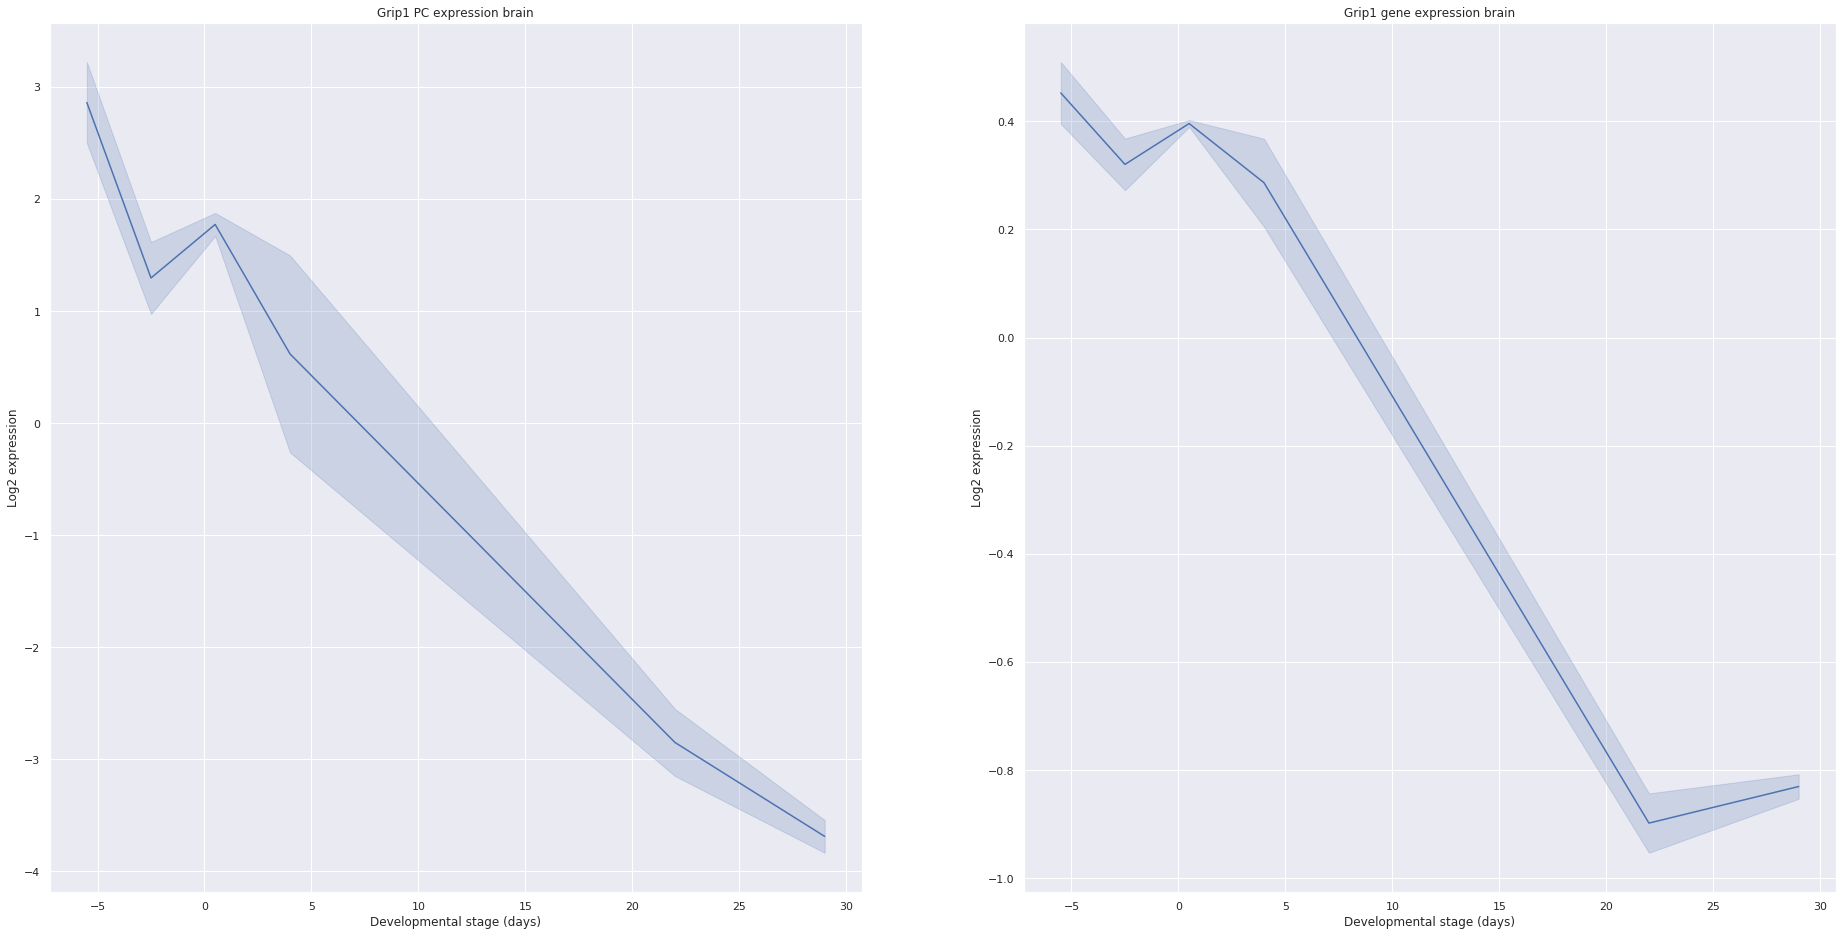 Grip1 PC expression brain
Log2 expression
3
2
1
0
−1
−2
−3
−4
−5 0 5 10 15 20 25 30
Developmental stage (days)
Grip1 gene expression brain
Log2 expression
0.4
0.2
0.0
−0.2
−0.4
−0.6
−0.8
−1.0
−5 0 5 10 15 20 25 30
Developmental stage (days)